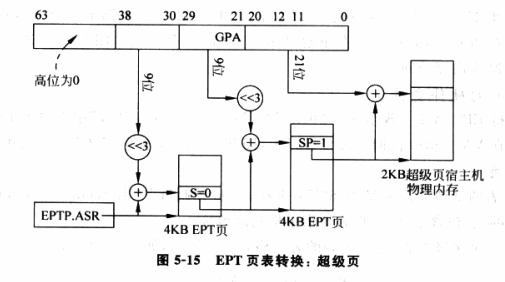 63 38 30 29 21 20 12 11 0
GPA
高位为0
9位
9位
21位
<<3
<<3
+
+
+
S=0
SP=1
EPTP.ASR
4KB EPT页
4KB EPT页
2KB超级页宿主机
物理内存
图 5-15 EPT 页表转换：超级页